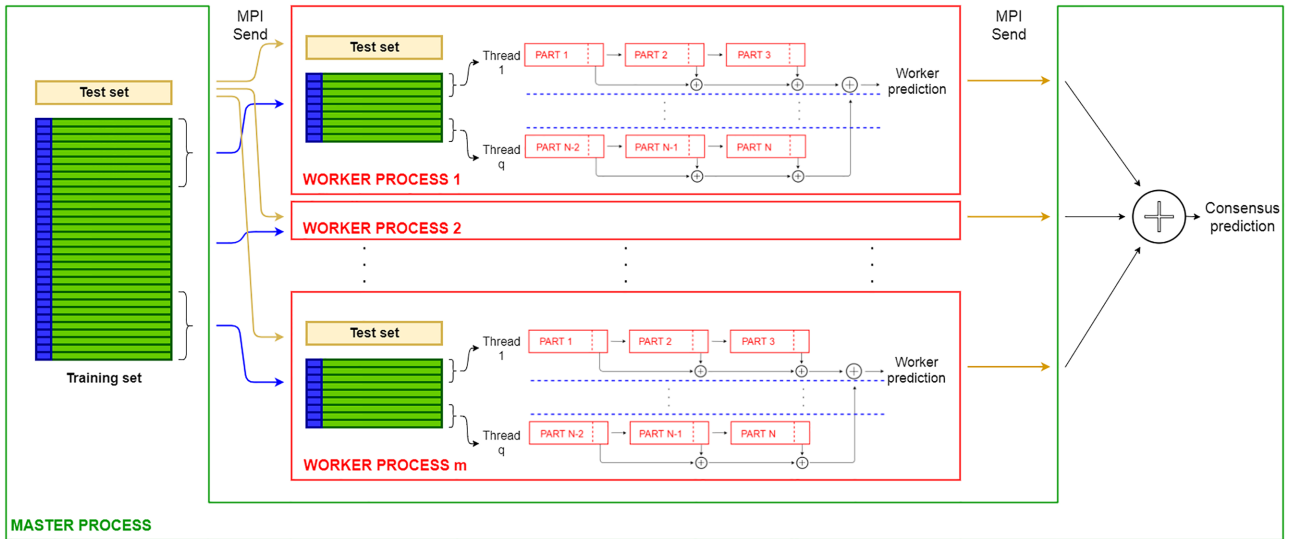 MPI
Send
MPI
Send
Test set
Training set
Test set
Thread
1
PART 1
PART 2
PART 3
Worker
prediction
Thread
q
PART N-2
PART N-1
PART N
WORKER PROCESS 1
WORKER PROCESS 2
Test set
Thread
1
PART 1
PART 2
PART 3
Worker
prediction
Thread
q
PART N-2
PART N-1
PART N
WORKER PROCESS m
Consensus
prediction
MASTER PROCESS